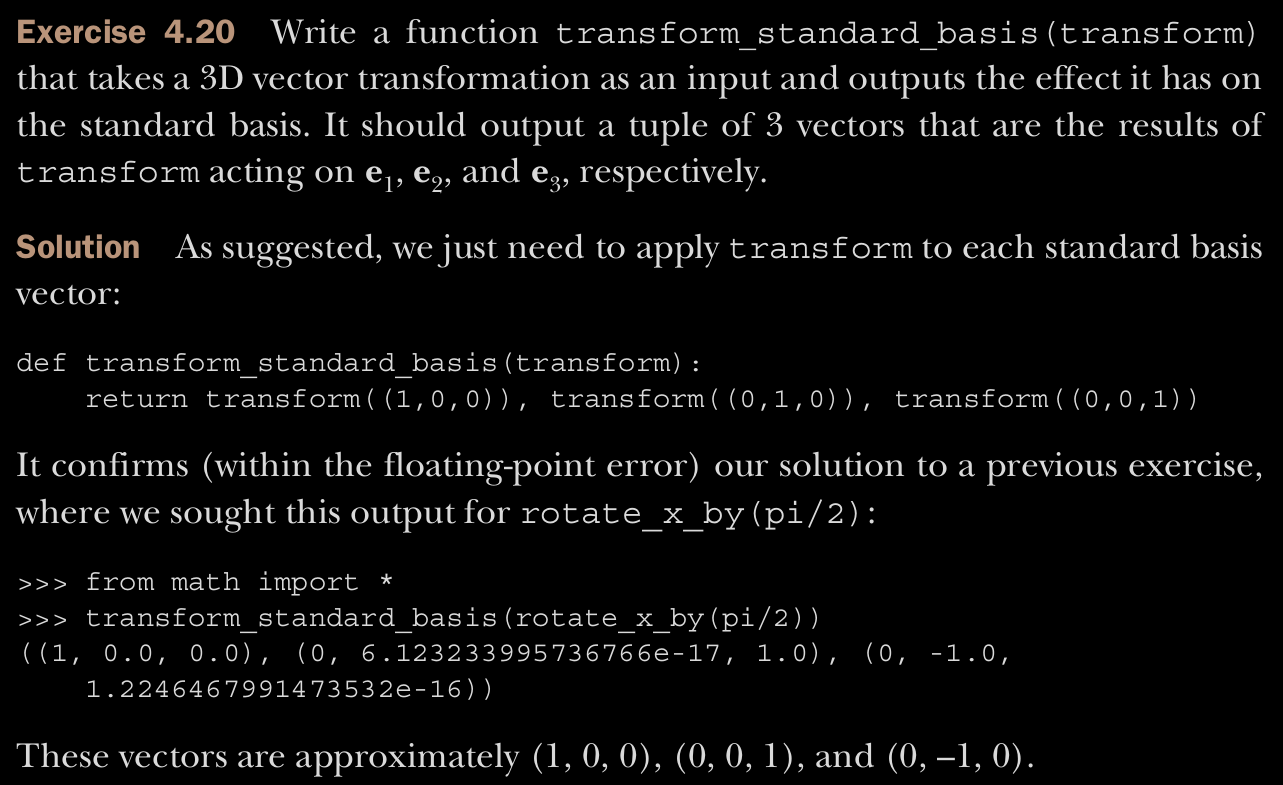 Exercise 4.20 Write a function transform_standard_basis(transform)
that takes a 3D vector transformation as an input and outputs the effect it has on
the standard basis. It should output a tuple of 3 vectors that are the results of
transform acting on e₁, e₂, and e₃, respectively.
Solution As suggested, we just need to apply transform to each standard basis
vector:
def transform_standard_basis(transform):
    return transform((1,0,0)), transform((0,1,0)), transform((0,0,1))
It confirms (within the floating-point error) our solution to a previous exercise,
where we sought this output for rotate_x_by(pi/2):
>>> from math import *
>>> transform_standard_basis(rotate_x_by(pi/2))
((1, 0.0, 0.0), (0, 6.123233995736766e-17, 1.0), (0, -1.0,
    1.2246467991473532e-16))
These vectors are approximately (1, 0, 0), (0, 0, 1), and (0, –1, 0).